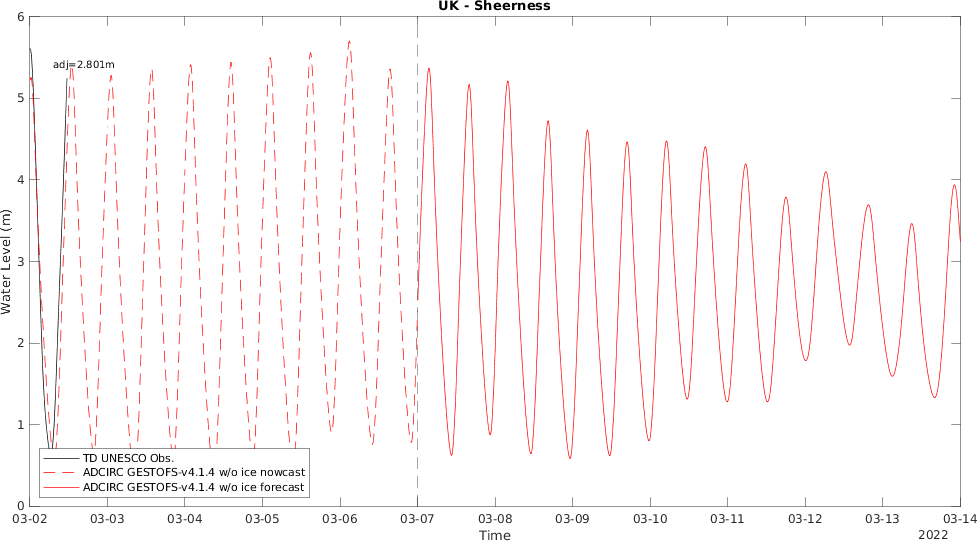 UK - Sheerness
6
5
4
3
2
1
0
Water Level (m)
adj=2.801m
TD UNESCO Obs.
ADCIRC GESTOFS-v4.1.4 w/o ice nowcast
ADCIRC GESTOFS-v4.1.4 w/o ice forecast
03-02 03-03 03-04 03-05 03-06 03-07 03-08 03-09 03-10 03-11 03-12 03-13 03-14
Time
2022